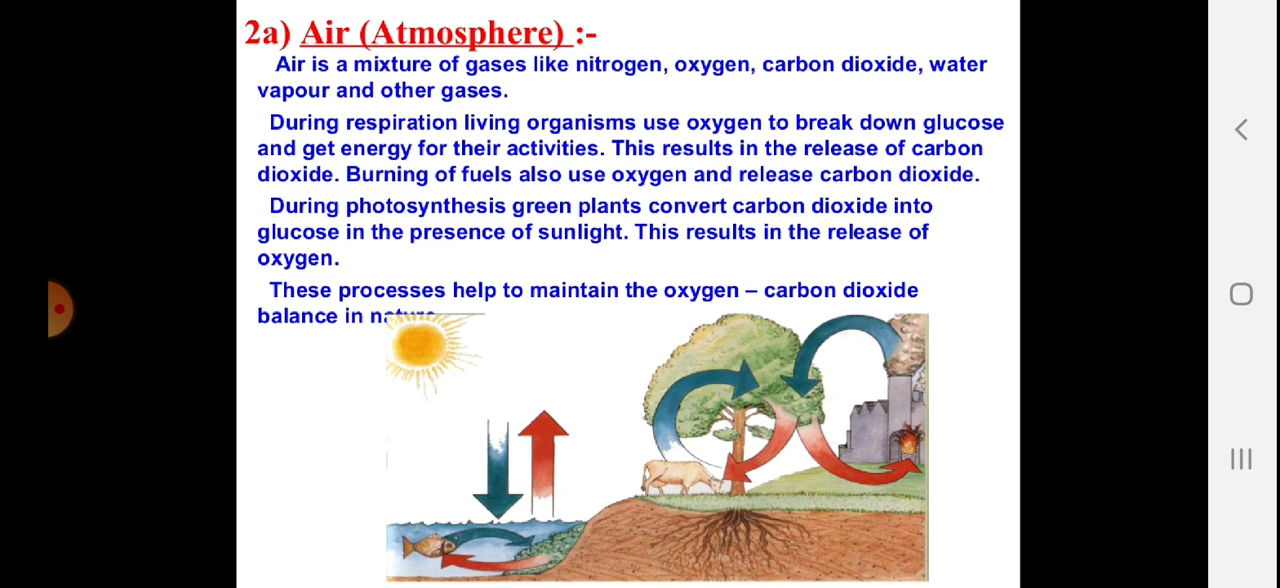 2a) Air (Atmosphere) :-
Air is a mixture of gases like nitrogen, oxygen, carbon dioxide, water
vapour and other gases.
During respiration living organisms use oxygen to break down glucose
and get energy for their activities. This results in the release of carbon
dioxide. Burning of fuels also use oxygen and release carbon dioxide.
During photosynthesis green plants convert carbon dioxide into
glucose in the presence of sunlight. This results in the release of
oxygen.
These processes help to maintain the oxygen – carbon dioxide
balance in nature